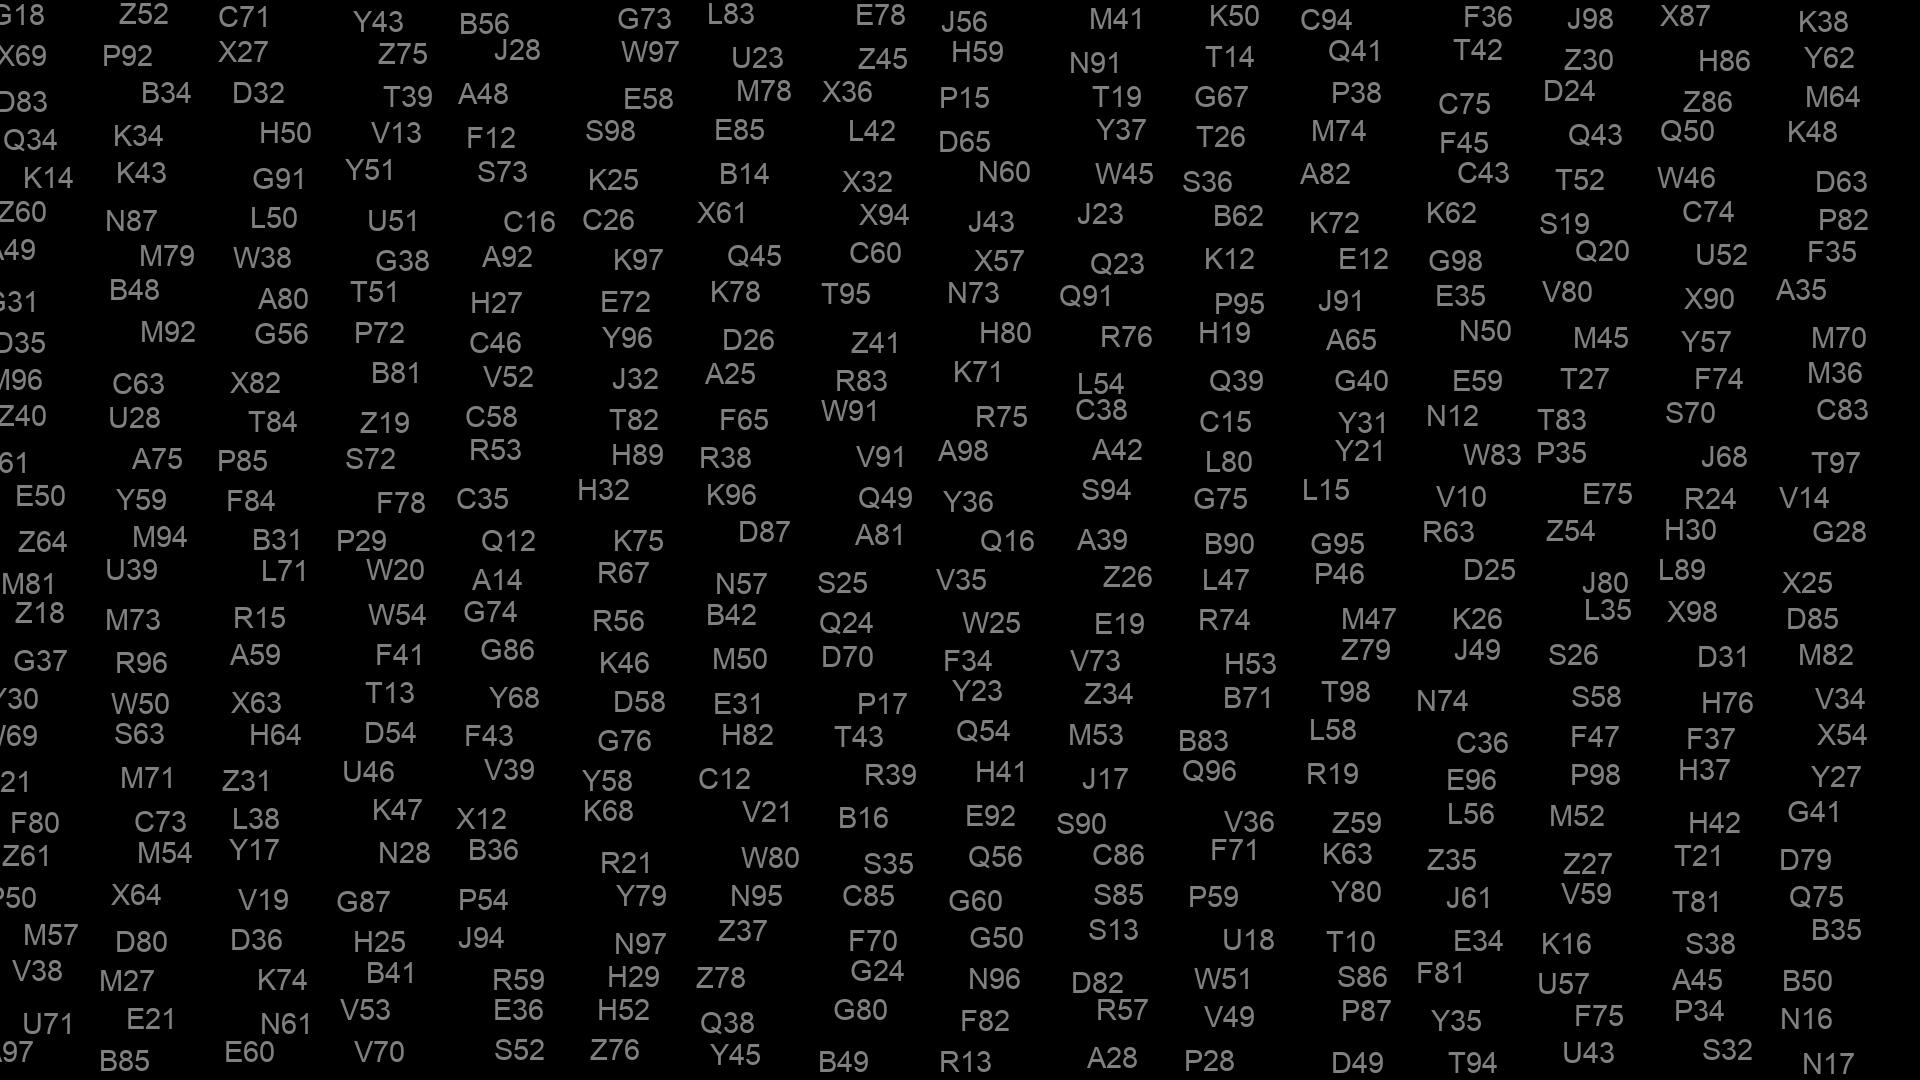 G18 Z52 C71 Y43 B56 G73 L83 E78 J56 M41 K50 C94 F36 J98 X87 K38
X69 P92 X27 Z75 J28 W97 U23 Z45 H59 N91 T14 Q41 T42 Z30 H86 Y62
D83 B34 D32 T39 A48 E58 M78 X36 P15 T19 G67 P38 C75 D24 Z86 M64
Q34 K34 H50 V13 F12 S98 E85 L42 D65 Y37 T26 M74 F45 Q43 Q50 K48
K14 K43 G91 Y51 S73 K25 B14 X32 N60 W45 S36 A82 C43 T52 W46 D63
Z60 N87 L50 U51 C16 C26 X61 X94 J43 J23 B62 K72 K62 S19 C74 P82
A49 M79 W38 G38 A92 K97 Q45 C60 X57 Q23 K12 E12 G98 Q20 U52 F35
G31 B48 A80 T51 H27 E72 K78 T95 N73 Q91 P95 J91 E35 V80 X90 A35
D35 M92 G56 P72 C46 Y96 D26 Z41 H80 R76 H19 A65 N50 M45 Y57 M70
M96 C63 X82 B81 V52 J32 A25 R83 K71 L54 Q39 G40 E59 T27 F74 M36
Z40 U28 T84 Z19 C58 T82 F65 W91 R75 C38 C15 Y31 N12 T83 S70 C83
61 A75 P85 S72 R53 H89 R38 V91 A98 A42 L80 Y21 W83 P35 J68 T97
E50 Y59 F84 F78 C35 H32 K96 Q49 Y36 S94 G75 L15 V10 E75 R24 V14
Z64 M94 B31 P29 Q12 K75 D87 A81 Q16 A39 B90 G95 R63 Z54 H30 G28
M81 U39 L71 W20 A14 R67 N57 S25 V35 Z26 L47 P46 D25 J80 L89 X25
Z18 M73 R15 W54 G74 R56 B42 Q24 W25 E19 R74 M47 K26 L35 X98 D85
G37 R96 A59 F41 G86 K46 M50 D70 F34 V73 H53 Z79 J49 S26 D31 M82
Y30 W50 X63 T13 Y68 D58 E31 P17 Y23 Z34 B71 T98 N74 S58 H76 V34
W69 S63 H64 D54 F43 G76 H82 T43 Q54 M53 B83 L58 C36 F47 F37 X54
21 M71 Z31 U46 V39 Y58 C12 R39 H41 J17 Q96 R19 E96 P98 H37 Y27
F80 C73 L38 K47 X12 K68 V21 B16 E92 S90 V36 Z59 L56 M52 H42 G41
Z61 M54 Y17 N28 B36 R21 W80 S35 Q56 C86 F71 K63 Z35 Z27 T21 D79
P50 X64 V19 G87 P54 Y79 N95 C85 G60 S85 P59 Y80 J61 V59 T81 Q75
M57 D80 D36 H25 J94 N97 Z37 F70 G50 S13 U18 T10 E34 K16 S38 B35
V38 M27 K74 B41 R59 H29 Z78 G24 N96 D82 W51 S86 F81 U57 A45 B50
U71 E21 N61 V53 E36 H52 Q38 G80 F82 R57 V49 P87 Y35 F75 P34 N16
97 B85 E60 V70 S52 Z76 Y45 B49 R13 A28 P28 D49 T94 U43 S32 N17